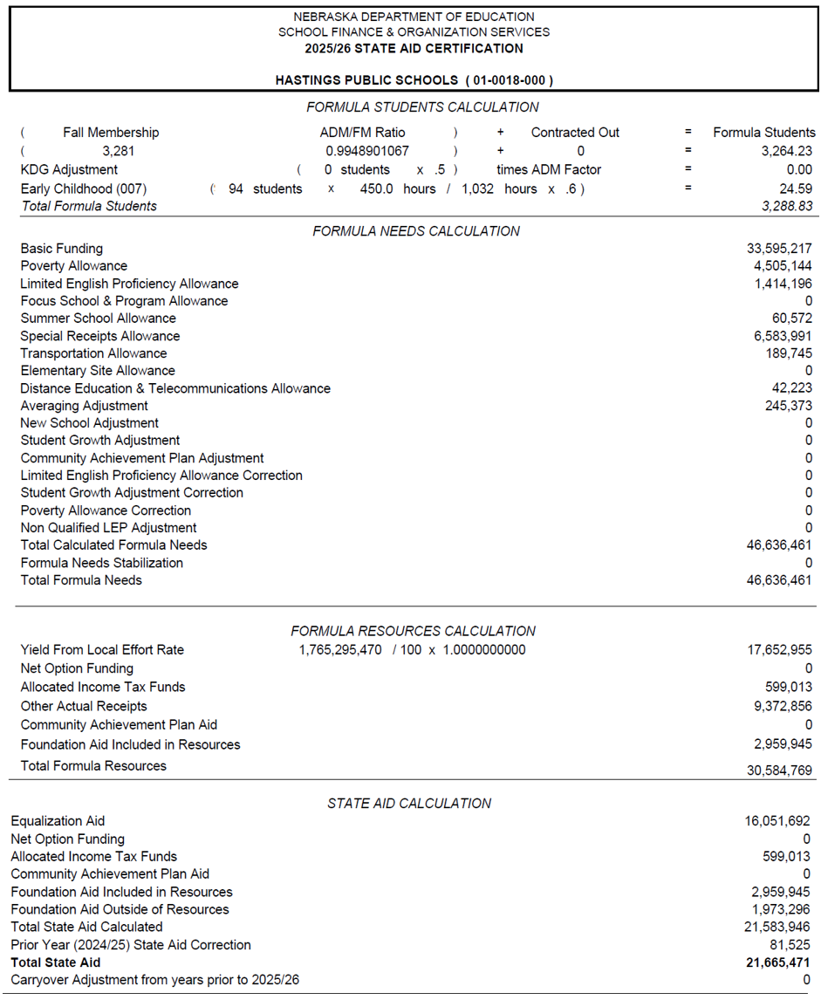 NEBRASKA DEPARTMENT OF EDUCATION
SCHOOL FINANCE & ORGANIZATION SERVICES
2025/26 STATE AID CERTIFICATION
HASTINGS PUBLIC SCHOOLS ( 01-0018-000 )
FORMULA STUDENTS CALCULATION
( Fall Membership ADM/FM Ratio ) + Contracted Out = Formula Students
( 3,281 0.9948901067 ) + 0 = 3,264.23
KDG Adjustment ( 0 students x .5 ) times ADM Factor = 0.00
Early Childhood (007) ( 94 students x 450.0 hours / 1,032 hours x .6 ) = 24.59
Total Formula Students 3,288.83
FORMULA NEEDS CALCULATION
Basic Funding 33,595,217
Poverty Allowance 4,505,144
Limited English Proficiency Allowance 1,414,196
Focus School & Program Allowance 0
Summer School Allowance 60,572
Special Receipts Allowance 6,583,991
Transportation Allowance 189,745
Elementary Site Allowance 0
Distance Education & Telecommunications Allowance 42,223
Averaging Adjustment 245,373
New School Adjustment 0
Student Growth Adjustment 0
Community Achievement Plan Adjustment 0
Limited English Proficiency Allowance Correction 0
Student Growth Adjustment Correction 0
Poverty Allowance Correction 0
Non Qualified LEP Adjustment 0
Total Calculated Formula Needs 46,636,461
Formula Needs Stabilization 0
Total Formula Needs 46,636,461
FORMULA RESOURCES CALCULATION
Yield From Local Effort Rate 1,765,295,470 / 100 x 1.0000000000 17,652,955
Net Option Funding 0
Allocated Income Tax Funds 599,013
Other Actual Receipts 9,372,856
Community Achievement Plan Aid 0
Foundation Aid Included in Resources 2,959,945
Total Formula Resources 30,584,769
STATE AID CALCULATION
Equalization Aid 16,051,692
Net Option Funding 0
Allocated Income Tax Funds 599,013
Community Achievement Plan Aid 0
Foundation Aid Included in Resources 2,959,945
Foundation Aid Outside of Resources 1,973,296
Total State Aid Calculated 21,583,946
Prior Year (2024/25) State Aid Correction 81,525
Total State Aid 21,665,471
Carryover Adjustment from years prior to 2025/26 0